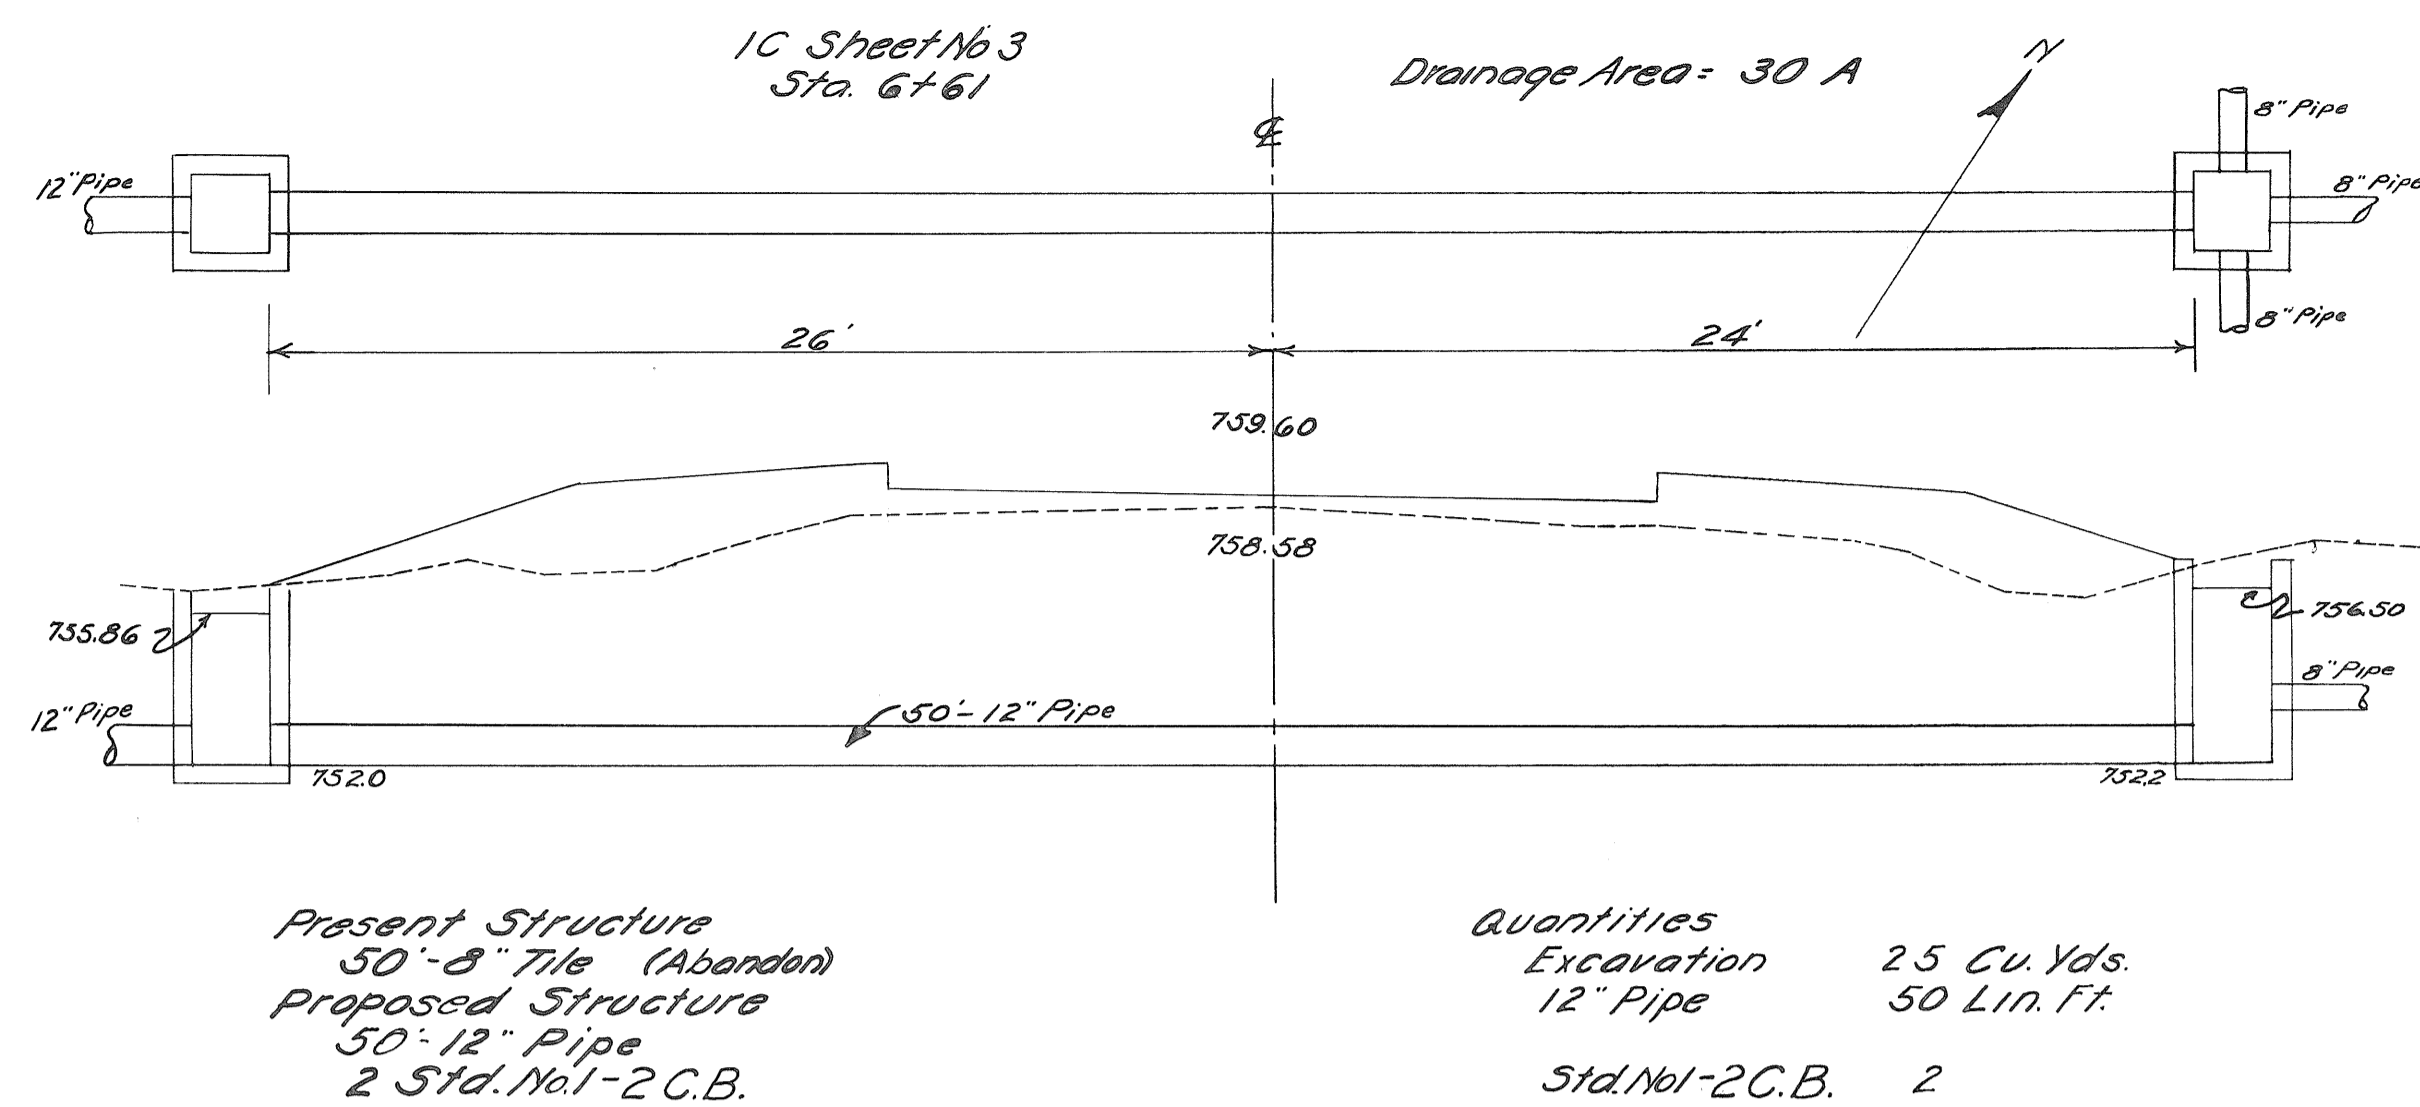 1C Sheet No 3
Sta. 6+61
Drainage Area = 30 A
N
℄
8" Pipe
12" Pipe
8" Pipe
8" Pipe
26'
24'
759.60
758.58
755.86
756.50
8" Pipe
12" Pipe
50'-12" Pipe
752.0
752.2
Present Structure
50'-8" Tile (Abandon)
Proposed Structure
50'-12" Pipe
2 Std. No.1-2 C.B.
Quantities
Excavation 25 Cu. Yds.
12" Pipe 50 Lin. Ft.
Std. No1-2 C.B. 2